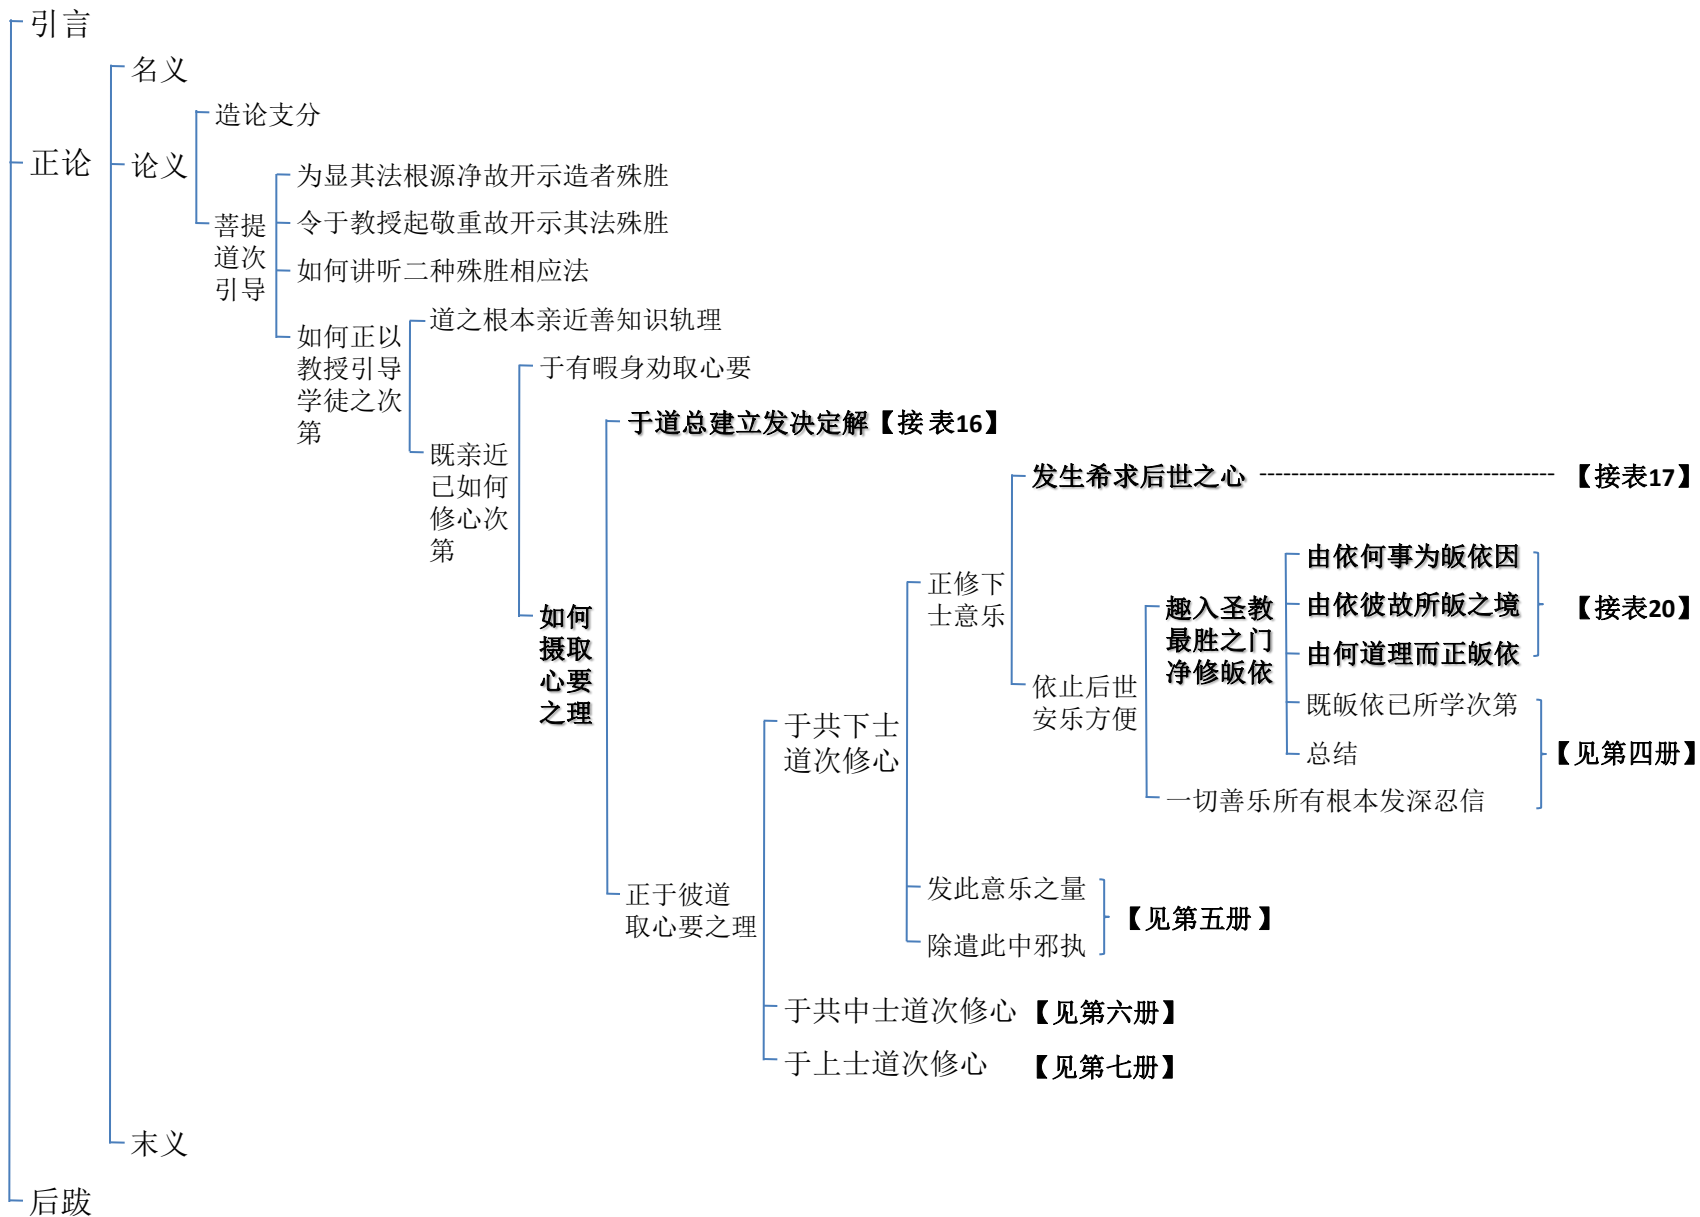 引言
名义
造论支分
正论
论义
为显其法根源净故开示造者殊胜
令于教授起敬重故开示其法殊胜
菩提
道次
引导
如何讲听二种殊胜相应法
道之根本亲近善知识轨理
如何正以
教授引导
学徒之次
第
于有暇身劝取心要
于道总建立发决定解【接表16】
既亲近
已如何
修心次
第
发生希求后世之心 ------------------------------------ 【接表17】
由依何事为皈依因
正修下
士意乐
趣入圣教
最胜之门
净修皈依
由依彼故所皈之境
【接表20】
如何
摄取
心要
之理
由何道理而正皈依
依止后世
安乐方便
既皈依已所学次第
于共下士
道次修心
总结
【见第四册】
一切善乐所有根本发深忍信
发此意乐之量
正于彼道
取心要之理
【见第五册】
除遣此中邪执
于共中士道次修心 【见第六册】
于上士道次修心 【见第七册】
末义
后跋